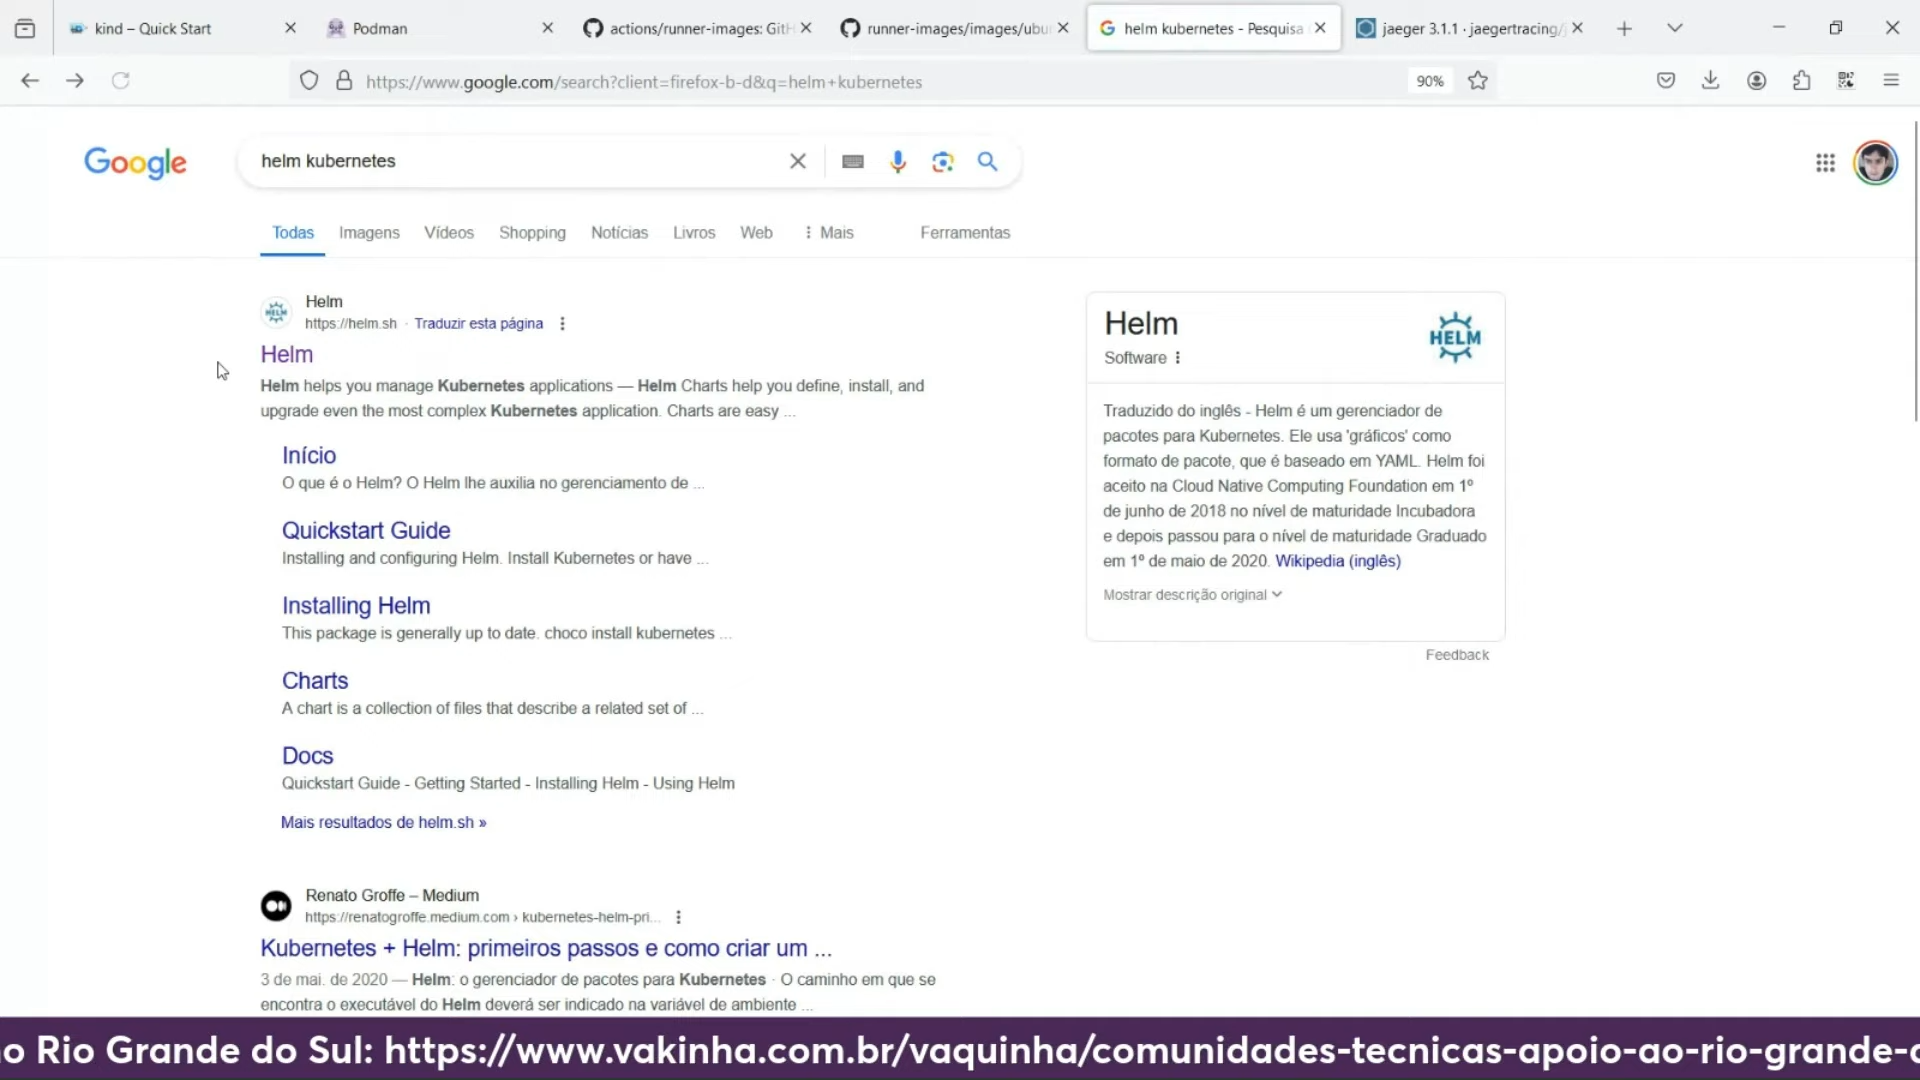 kind – Quick Start
Podman
actions/runner-images: GitH
runner-images/images/ubu
helm kubernetes - Pesquisa
jaeger 3.1.1 · jaegertracing/
https://www.google.com/search?client=firefox-b-d&q=helm+kubernetes
90%
Google
helm kubernetes
Todas
Imagens
Vídeos
Shopping
Notícias
Livros
Web
Mais
Ferramentas
HELM
Helm
https://helm.sh · Traduzir esta página
Helm
Helm helps you manage Kubernetes applications — Helm Charts help you define, install, and
upgrade even the most complex Kubernetes application. Charts are easy ...
Início
O que é o Helm? O Helm lhe auxilia no gerenciamento de ...
Quickstart Guide
Installing and configuring Helm. Install Kubernetes or have ...
Installing Helm
This package is generally up to date. choco install kubernetes ...
Charts
A chart is a collection of files that describe a related set of ...
Docs
Quickstart Guide - Getting Started - Installing Helm - Using Helm
Mais resultados de helm.sh »
Renato Groffe – Medium
https://renatogroffe.medium.com › kubernetes-helm-pri...
Kubernetes + Helm: primeiros passos e como criar um ...
3 de mai. de 2020 — Helm: o gerenciador de pacotes para Kubernetes · O caminho em que se
encontra o executável do Helm deverá ser indicado na variável de ambiente ...
Helm
Software
HELM
Traduzido do inglês - Helm é um gerenciador de
pacotes para Kubernetes. Ele usa 'gráficos' como
formato de pacote, que é baseado em YAML. Helm foi
aceito na Cloud Native Computing Foundation em 1º
de junho de 2018 no nível de maturidade Incubadora
e depois passou para o nível de maturidade Graduado
em 1º de maio de 2020. Wikipedia (inglês)
Mostrar descrição original
Feedback
o Rio Grande do Sul: https://www.vakinha.com.br/vaquinha/comunidades-tecnicas-apoio-ao-rio-grande-d